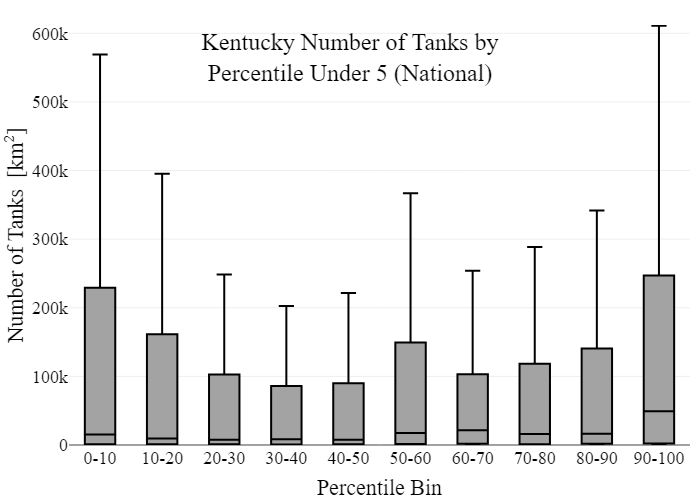 Kentucky Number of Tanks by
Percentile Under 5 (National)
Number of Tanks [km²]
600k
500k
400k
300k
200k
100k
0
0-10 10-20 20-30 30-40 40-50 50-60 60-70 70-80 80-90 90-100
Percentile Bin